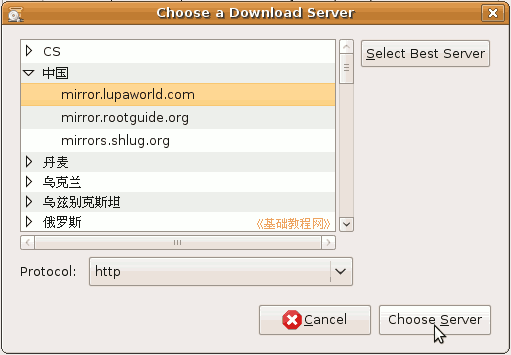 Choose a Download Server
CS
Select Best Server
中国
mirror.lupaworld.com
mirror.rootguide.org
mirrors.shlug.org
丹麦
乌克兰
乌兹别克斯坦
俄罗斯
《基础教程网》
Protocol:
http
Cancel
Choose Server